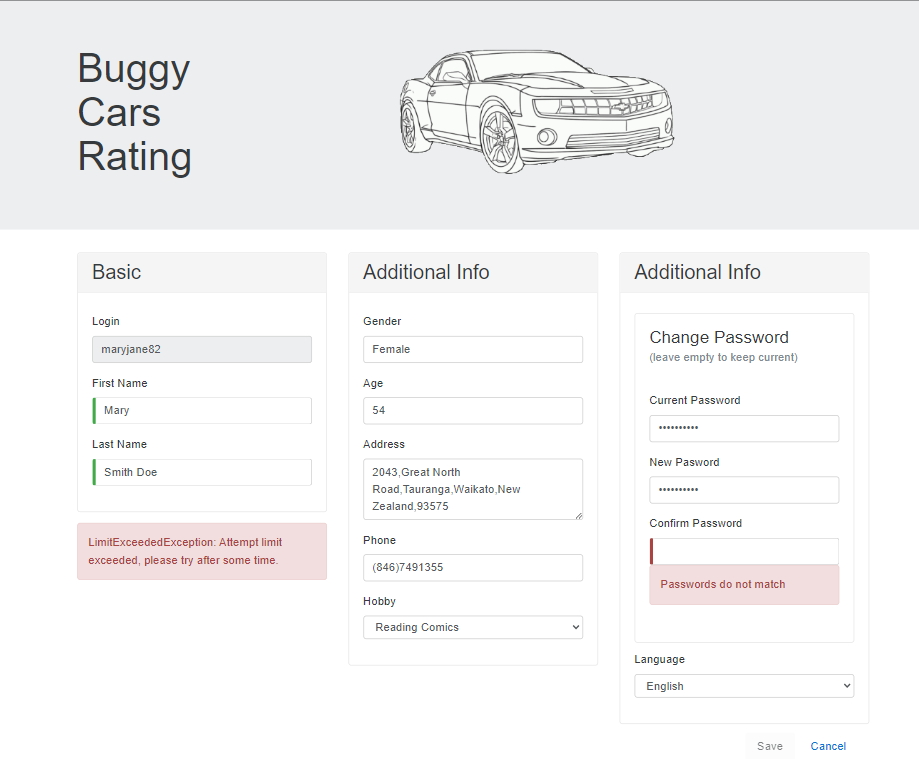 Buggy
Cars
Rating
Basic
Login
maryjane82
First Name
Mary
Last Name
Smith Doe
LimitExceededException: Attempt limit
exceeded, please try after some time.
Additional Info
Gender
Female
Age
54
Address
2043,Great North
Road,Tauranga,Waikato,New
Zealand,93575
Phone
(846)7491355
Hobby
Reading Comics
Additional Info
Change Password
(leave empty to keep current)
Current Password
••••••••••
New Pasword
••••••••••
Confirm Password
Passwords do not match
Language
English
Save
Cancel